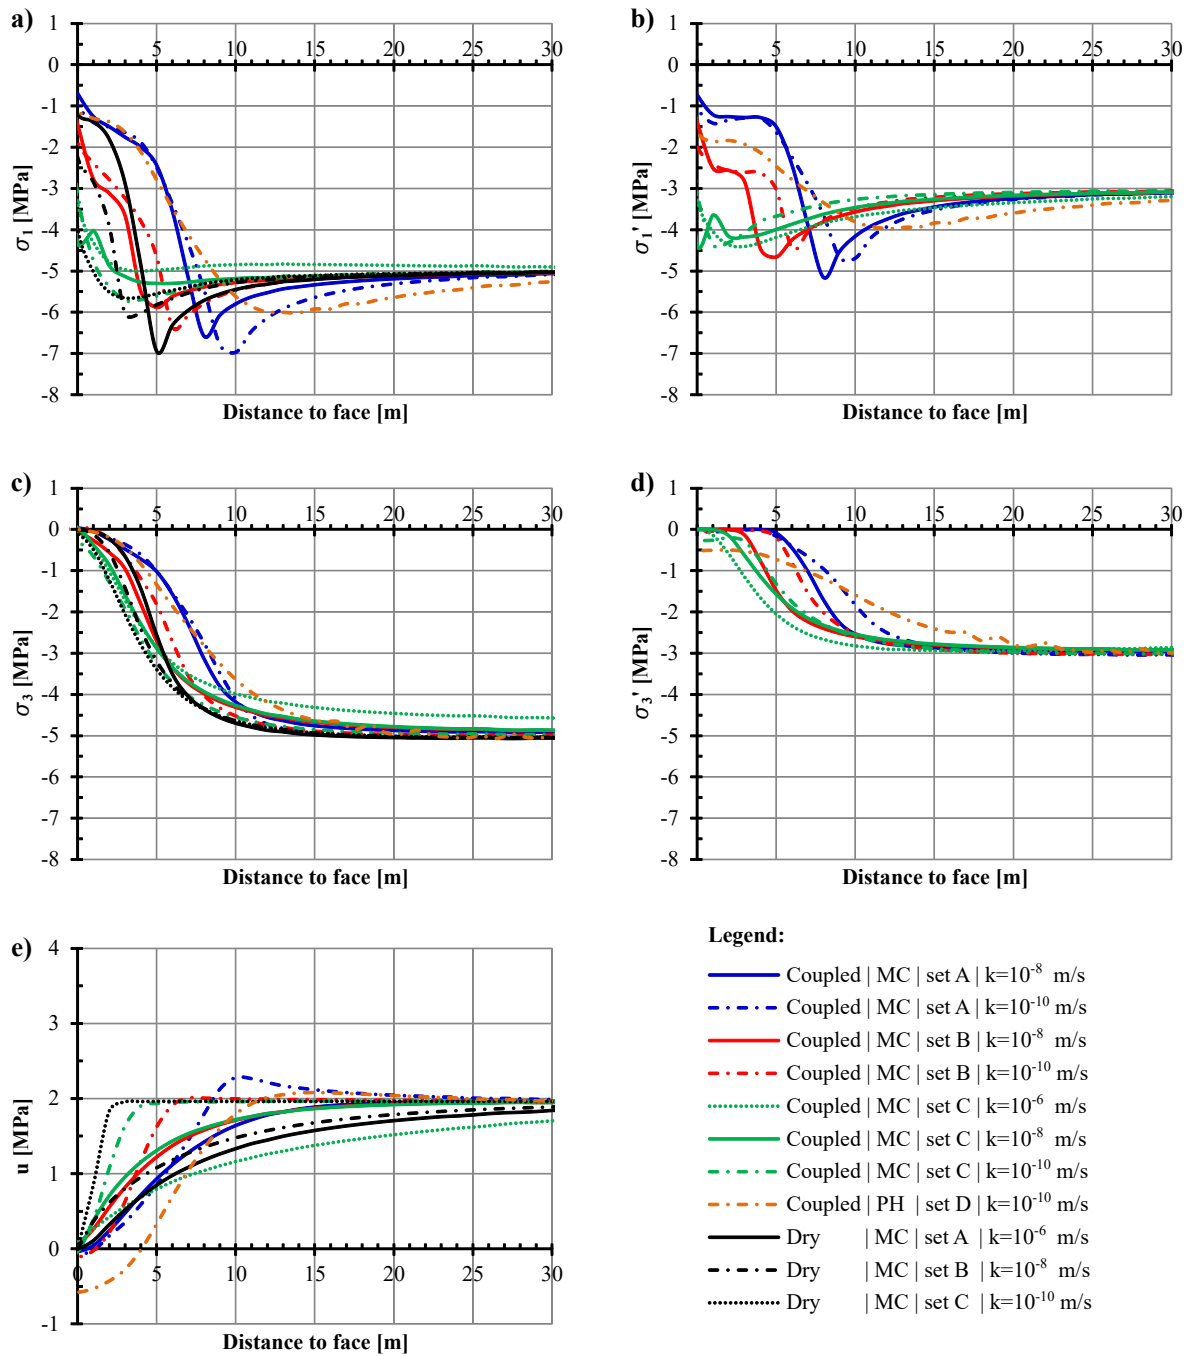 a)
1
0
-1
-2
-3
-4
-5
-6
-7
-8
5 10 15 20 25 30
σ1 [MPa]
Distance to face [m]
b)
1
0
-1
-2
-3
-4
-5
-6
-7
-8
5 10 15 20 25 30
σ1' [MPa]
Distance to face [m]
c)
1
0
-1
-2
-3
-4
-5
-6
-7
-8
5 10 15 20 25 30
σ3 [MPa]
Distance to face [m]
d)
1
0
-1
-2
-3
-4
-5
-6
-7
-8
5 10 15 20 25 30
σ3' [MPa]
Distance to face [m]
e)
4
3
2
1
0
-1
0 5 10 15 20 25 30
u [MPa]
Distance to face [m]
Legend:
Coupled | MC | set A | k=10⁻⁸ m/s
Coupled | MC | set A | k=10⁻¹⁰ m/s
Coupled | MC | set B | k=10⁻⁸ m/s
Coupled | MC | set B | k=10⁻¹⁰ m/s
Coupled | MC | set C | k=10⁻⁶ m/s
Coupled | MC | set C | k=10⁻⁸ m/s
Coupled | MC | set C | k=10⁻¹⁰ m/s
Coupled | PH | set D | k=10⁻¹⁰ m/s
Dry | MC | set A | k=10⁻⁶ m/s
Dry | MC | set B | k=10⁻⁸ m/s
Dry | MC | set C | k=10⁻¹⁰ m/s